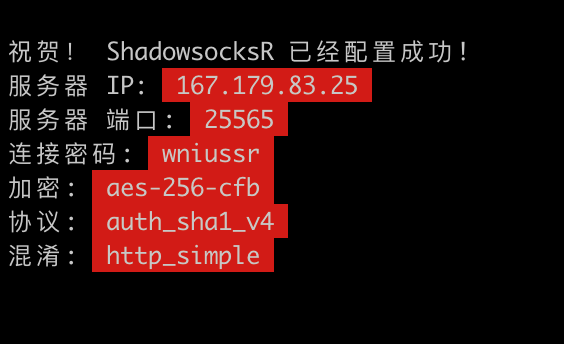 祝贺！ ShadowsocksR 已经配置成功！
服务器 IP: 167.179.83.25
服务器 端口: 25565
连接密码: wniussr
加密: aes-256-cfb
协议: auth_sha1_v4
混淆: http_simple